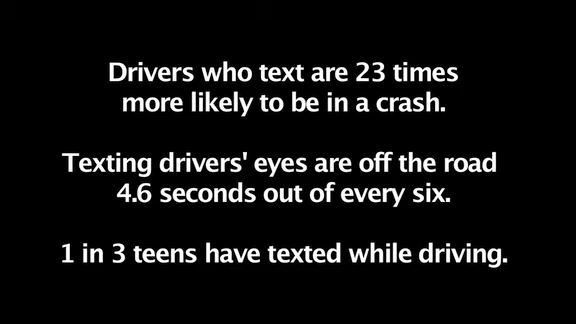 Drivers who text are 23 times
more likely to be in a crash.
Texting drivers' eyes are off the road
4.6 seconds out of every six.
1 in 3 teens have texted while driving.